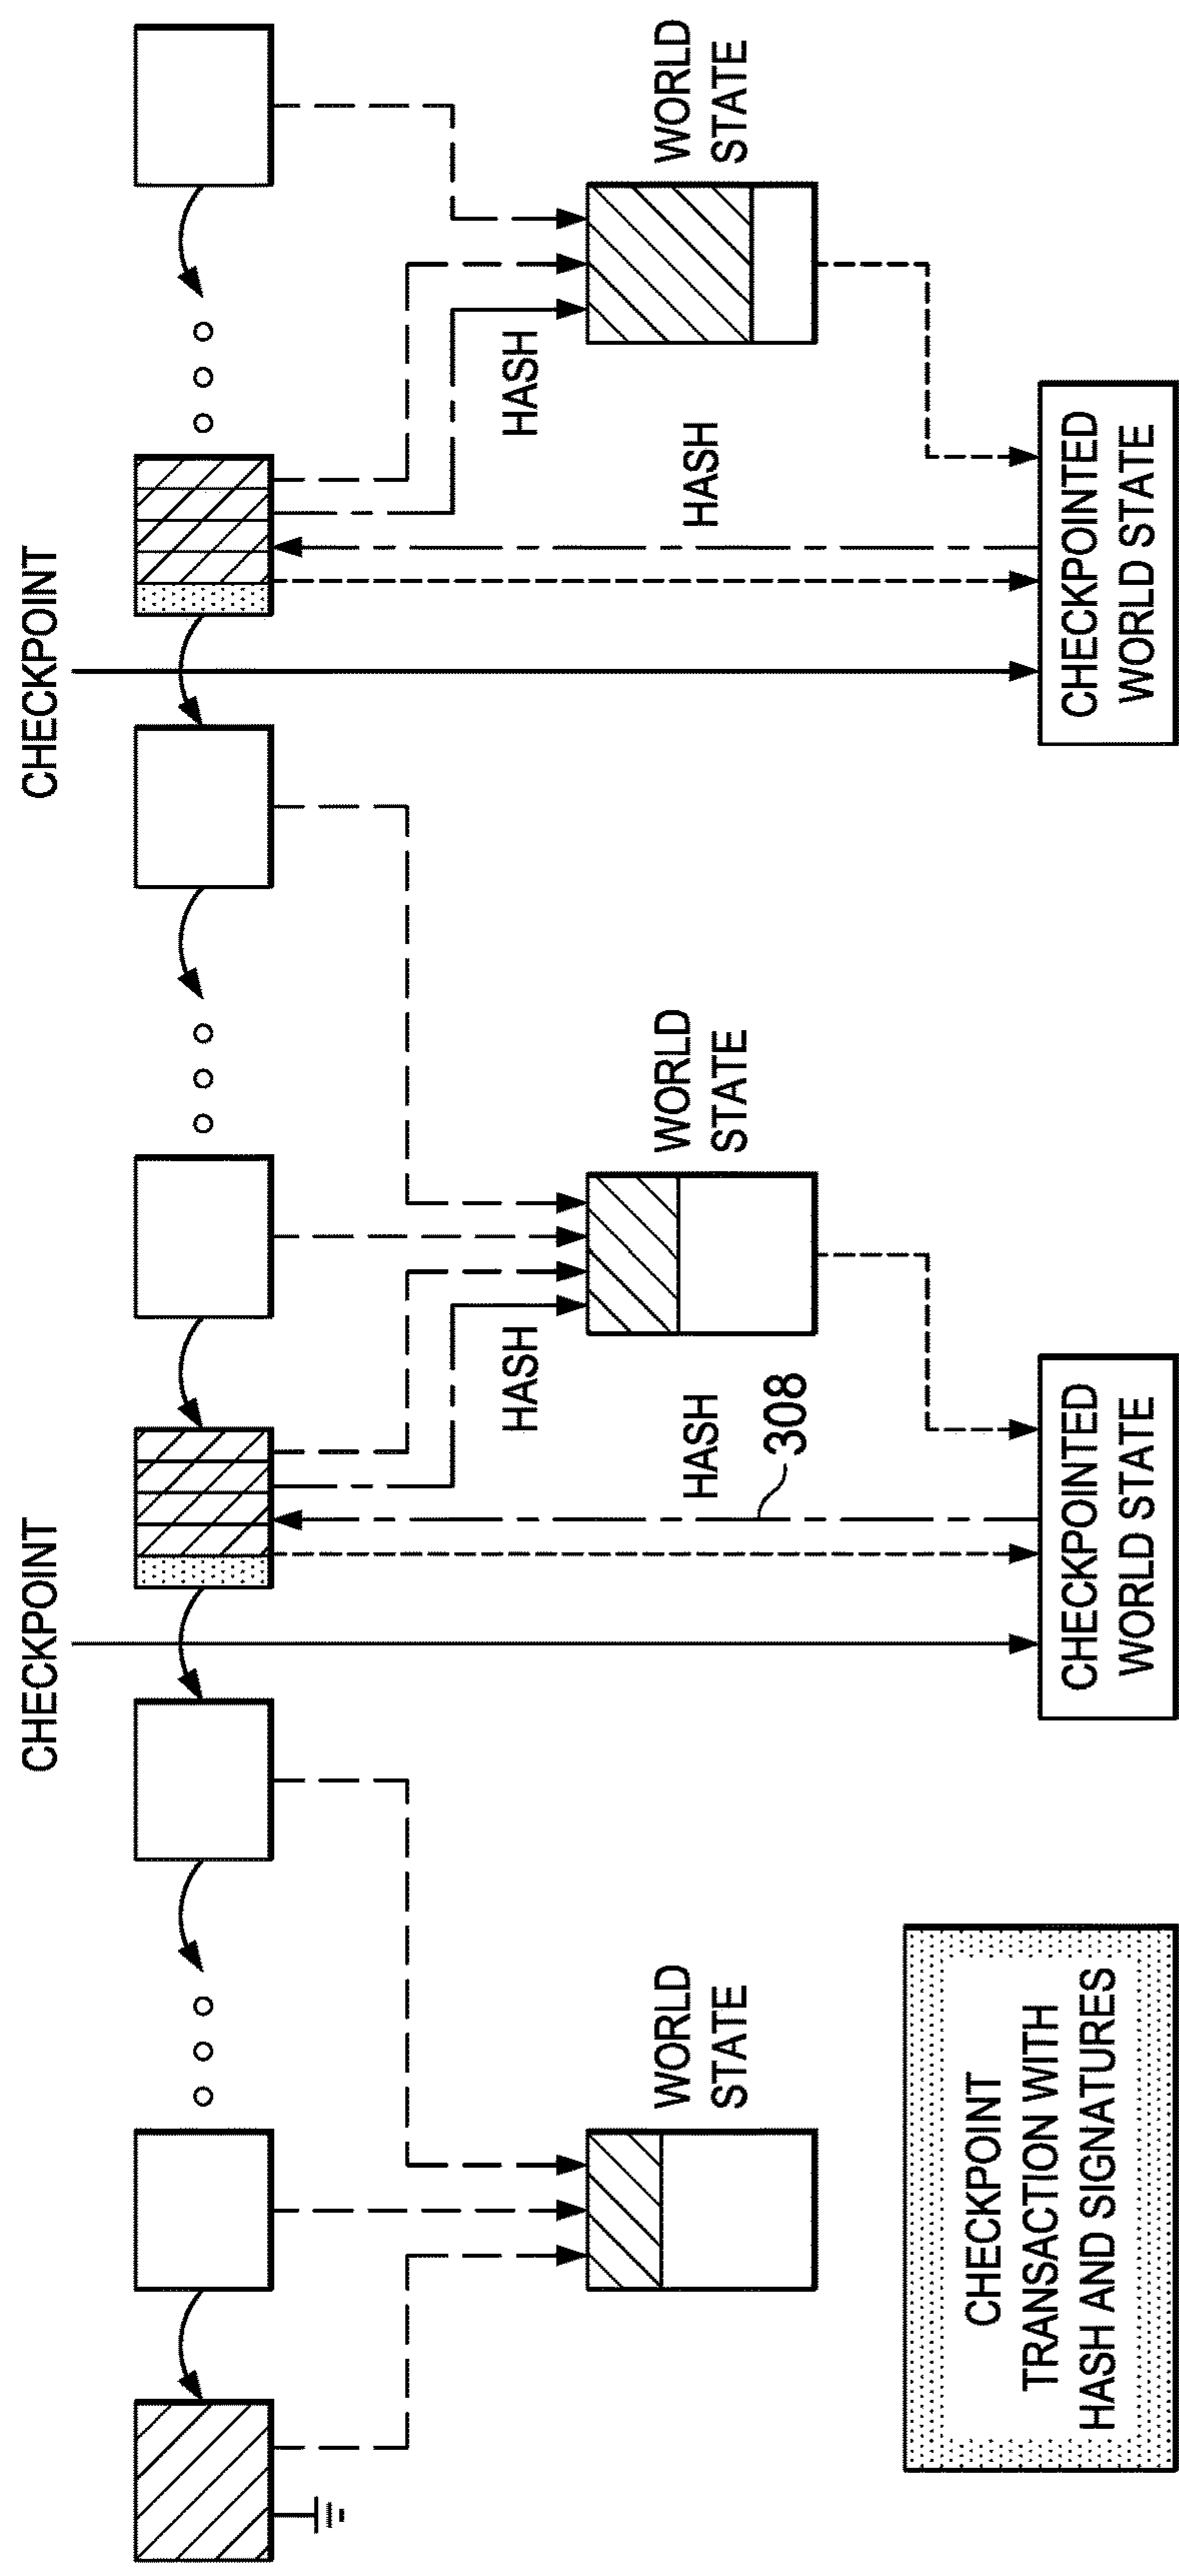 CHECKPOINT
CHECKPOINT
WORLD
STATE
HASH
HASH
308
WORLD
STATE
HASH
HASH
WORLD
STATE
CHECKPOINT
TRANSACTION WITH
HASH AND SIGNATURES
CHECKPOINTED
WORLD STATE
CHECKPOINTED
WORLD STATE